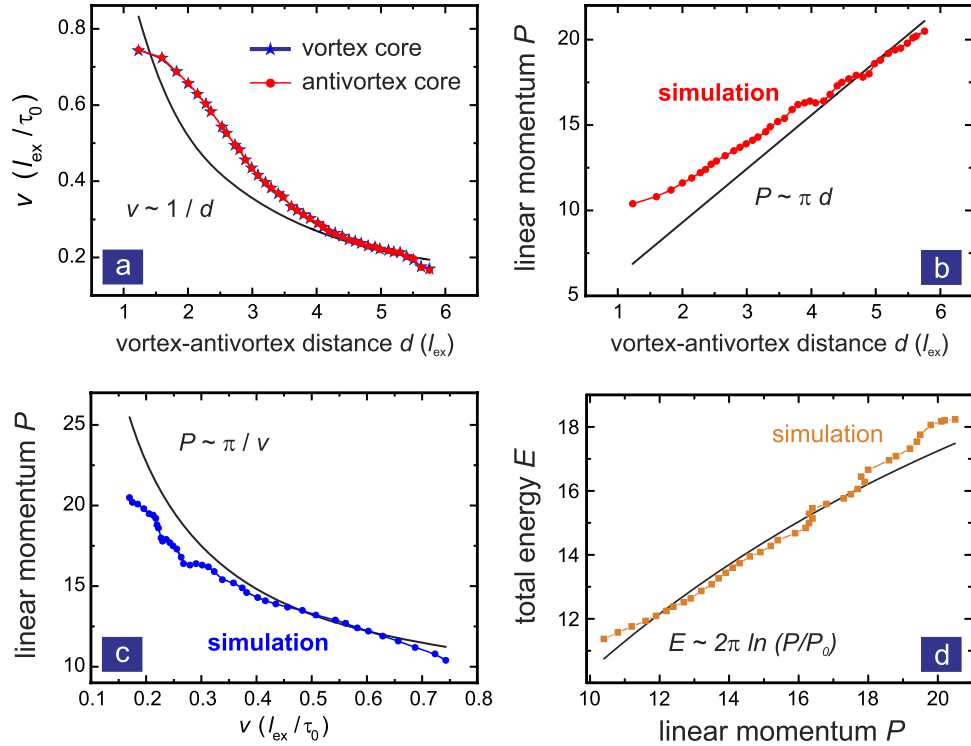 0.8
0.6
0.4
0.2
v (l_ex / τ_0)
vortex core
antivortex core
v ~ 1 / d
a
1 2 3 4 5 6
vortex-antivortex distance d (l_ex)
20
15
10
5
linear momentum P
simulation
P ~ π d
b
1 2 3 4 5 6
vortex-antivortex distance d (l_ex)
25
20
15
10
linear momentum P
P ~ π / v
simulation
c
0.1 0.2 0.3 0.4 0.5 0.6 0.7 0.8
v (l_ex / τ_0)
18
16
14
12
total energy E
simulation
E ~ 2π ln (P/P_0)
d
10 12 14 16 18 20
linear momentum P